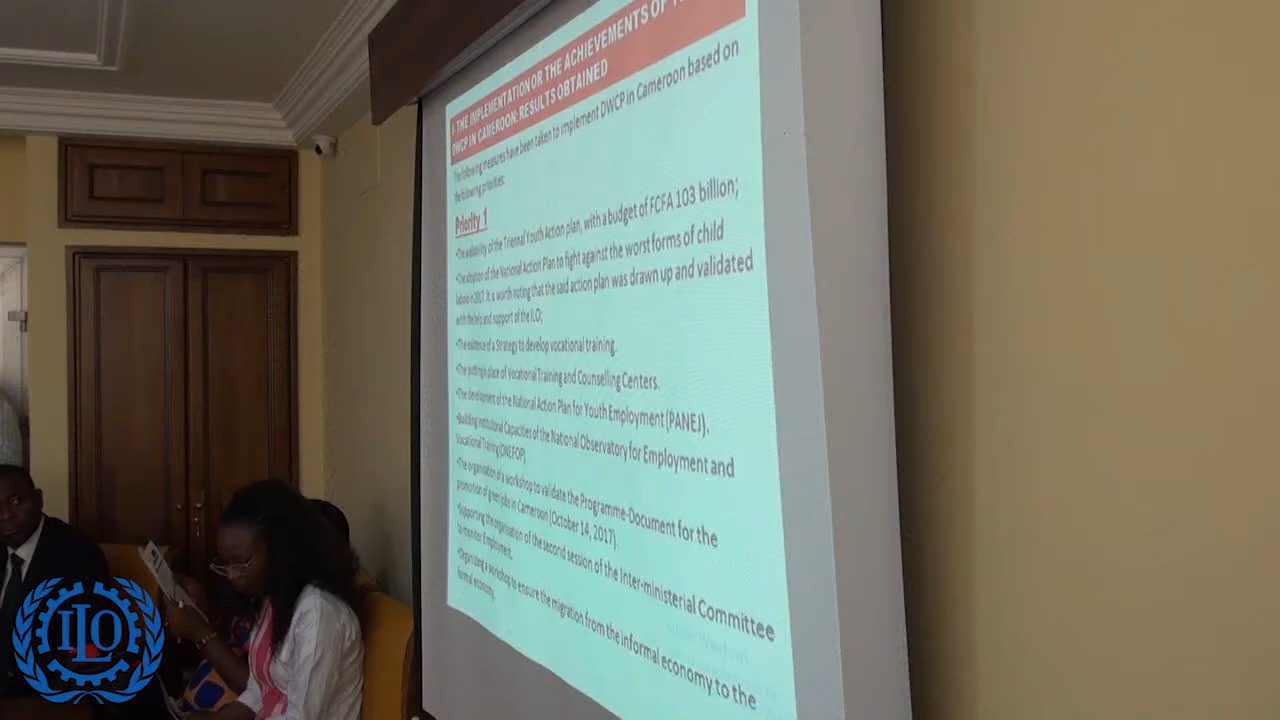 I. THE IMPLEMENTATION OR THE ACHIEVEMENTS OF
DWCP IN CAMEROON: RESULTS OBTAINED
The following measures have been taken to implement DWCP in Cameroon based on
the following priorities:
Priority 1
•The availability of the Triennal Youth Action plan, with a budget of FCFA 103 billion;
•The adoption of the National Action Plan to fight against the worst forms of child
labour in 2017. It is worth noting that the said action plan was drawn up and validated
with the help and support of the ILO;
•The existence of a Strategy to develop vocational training.
•The putting in place of Vocational Training and Counselling Centers.
•The development of the National Action Plan for Youth Employment (PANEJ).
•Building Institutional Capacities of the National Observatory for Employment and
Vocational Training (ONEFOP)
•The organisation of a workshop to validate the Programme-Document for the
promotion of green jobs in Cameroon (October 14, 2017).
•Supporting the organisation of the second session of the Inter-ministerial Committee
to monitor Employment.
•Organizing a workshop to ensure the migration from the informal economy to the
formal economy.
ILO